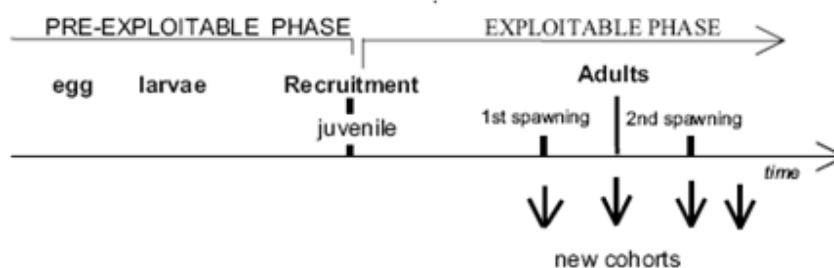 PRE-EXPLOITABLE PHASE EXPLOITABLE PHASE
egg larvae Recruitment Adults
juvenile 1st spawning 2nd spawning
time
new cohorts